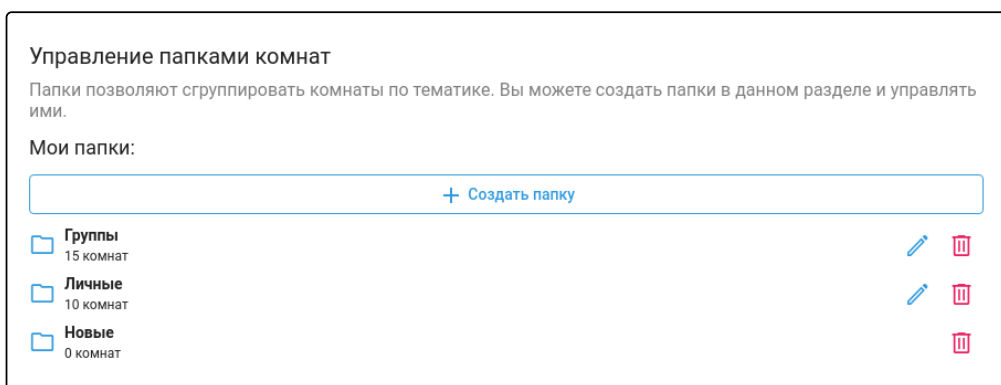 Управление папками комнат
Папки позволяют сгруппировать комнаты по тематике. Вы можете создать папки в данном разделе и управлять
ими.
Мои папки:
+ Создать папку
Группы
15 комнат
Личные
10 комнат
Новые
0 комнат